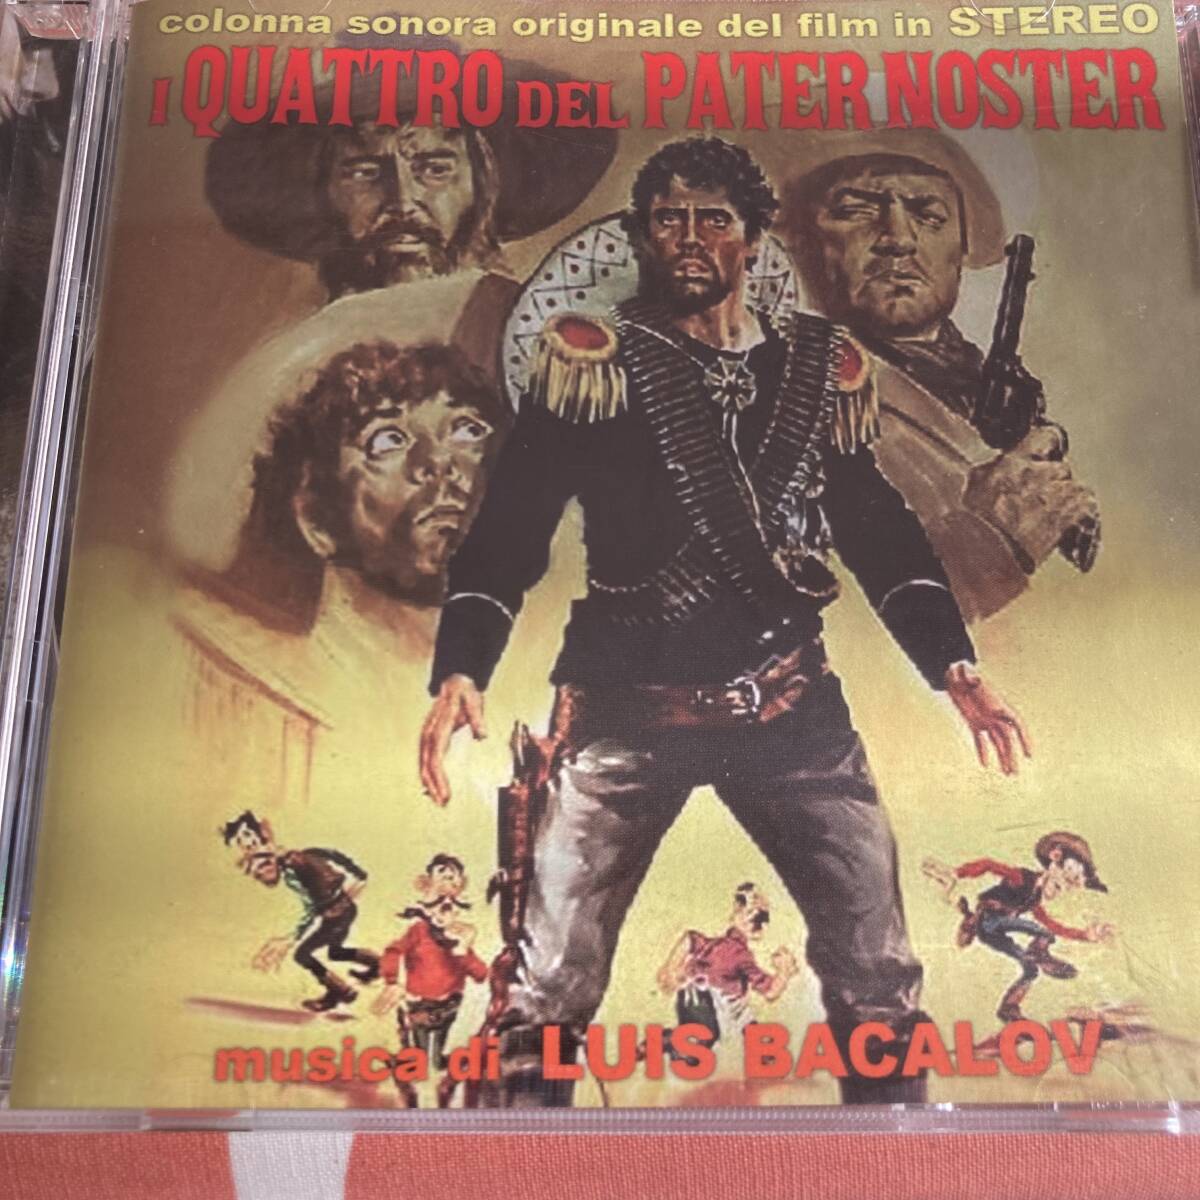 colonna sonora originale del film in STEREO
I QUATTRO DEL PATER NOSTER
musica di LUIS BACALOV